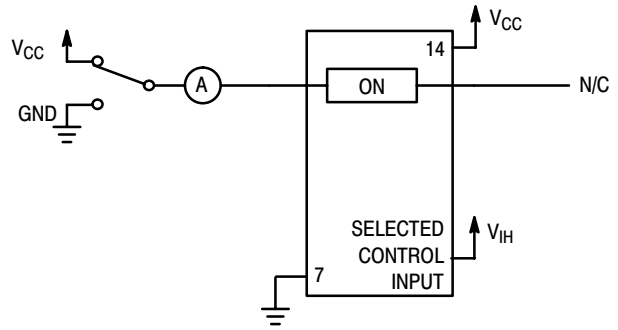 VCC
GND
A
14
VCC
ON
N/C
SELECTED
CONTROL
INPUT
VIH
7